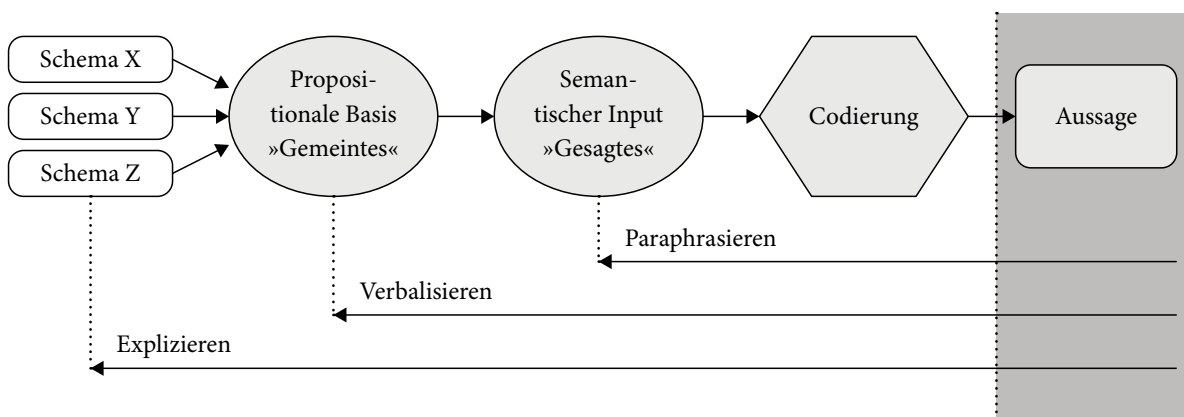 Schema X
Schema Y
Schema Z
Proposi-
tionale Basis
»Gemeintes«
Seman-
tischer Input
»Gesagtes«
Codierung
Aussage
Paraphrasieren
Verbalisieren
Explizieren